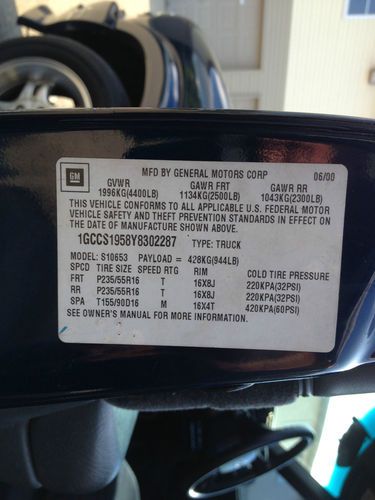 GM MFD BY GENERAL MOTORS CORP 06/00
GVWR GAWR FRT GAWR RR
1996KG(4400LB) 1134KG(2500LB) 1043KG(2300LB)
THIS VEHICLE CONFORMS TO ALL APPLICABLE U.S. FEDERAL MOTOR
VEHICLE SAFETY AND THEFT PREVENTION STANDARDS IN EFFECT ON
THE DATE OF MANUFACTURE SHOWN ABOVE.
1GCCS1958Y8302287 TYPE: TRUCK
MODEL: S10653 PAYLOAD = 428KG(944LB)
SPCD TIRE SIZE SPEED RTG RIM COLD TIRE PRESSURE
FRT P235/55R16 T 16X8J 220KPA(32PSI)
RR P235/55R16 T 16X8J 220KPA(32PSI)
SPA T155/90D16 M 16X4T 420KPA(60PSI)
SEE OWNER'S MANUAL FOR MORE INFORMATION.